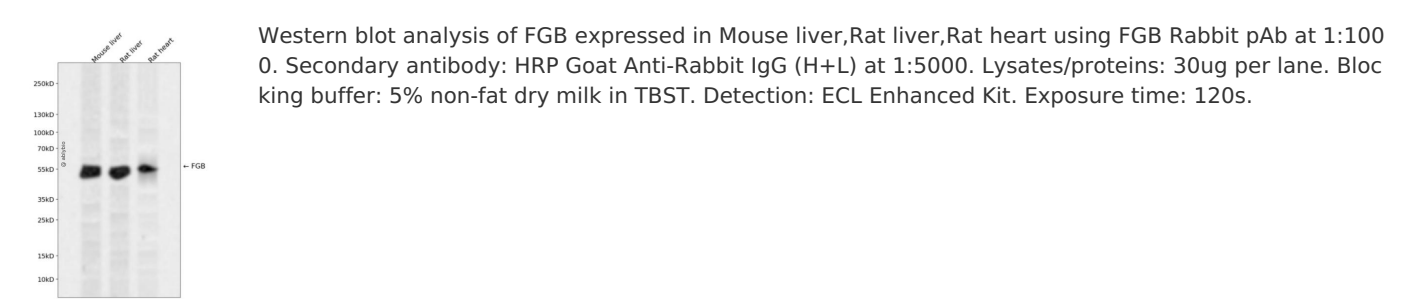 Mouse liver
Rat liver
Rat heart
250kD
130kD
100kD
70kD
55kD
35kD
25kD
15kD
10kD
← FGB
Western blot analysis of FGB expressed in Mouse liver,Rat liver,Rat heart using FGB Rabbit pAb at 1:100
0. Secondary antibody: HRP Goat Anti-Rabbit IgG (H+L) at 1:5000. Lysates/proteins: 30ug per lane. Bloc
king buffer: 5% non-fat dry milk in TBST. Detection: ECL Enhanced Kit. Exposure time: 120s.